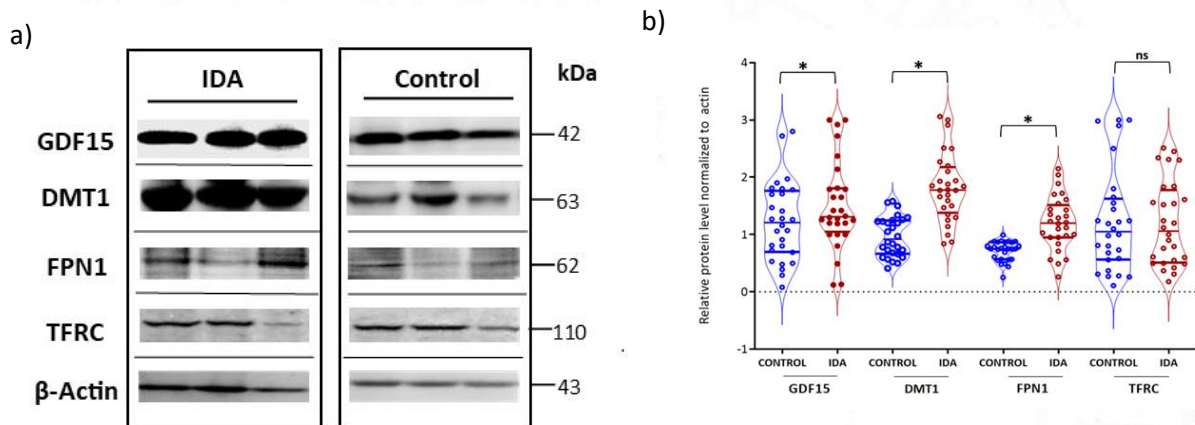 a)
IDA
Control
kDa
GDF15
42
DMT1
63
FPN1
62
TFRC
110
β-Actin
43
b)
Relative protein level normalized to actin
4
3
2
1
0
-1
*
*
*
ns
CONTROL IDA CONTROL IDA CONTROL IDA CONTROL IDA
GDF15 DMT1 FPN1 TFRC